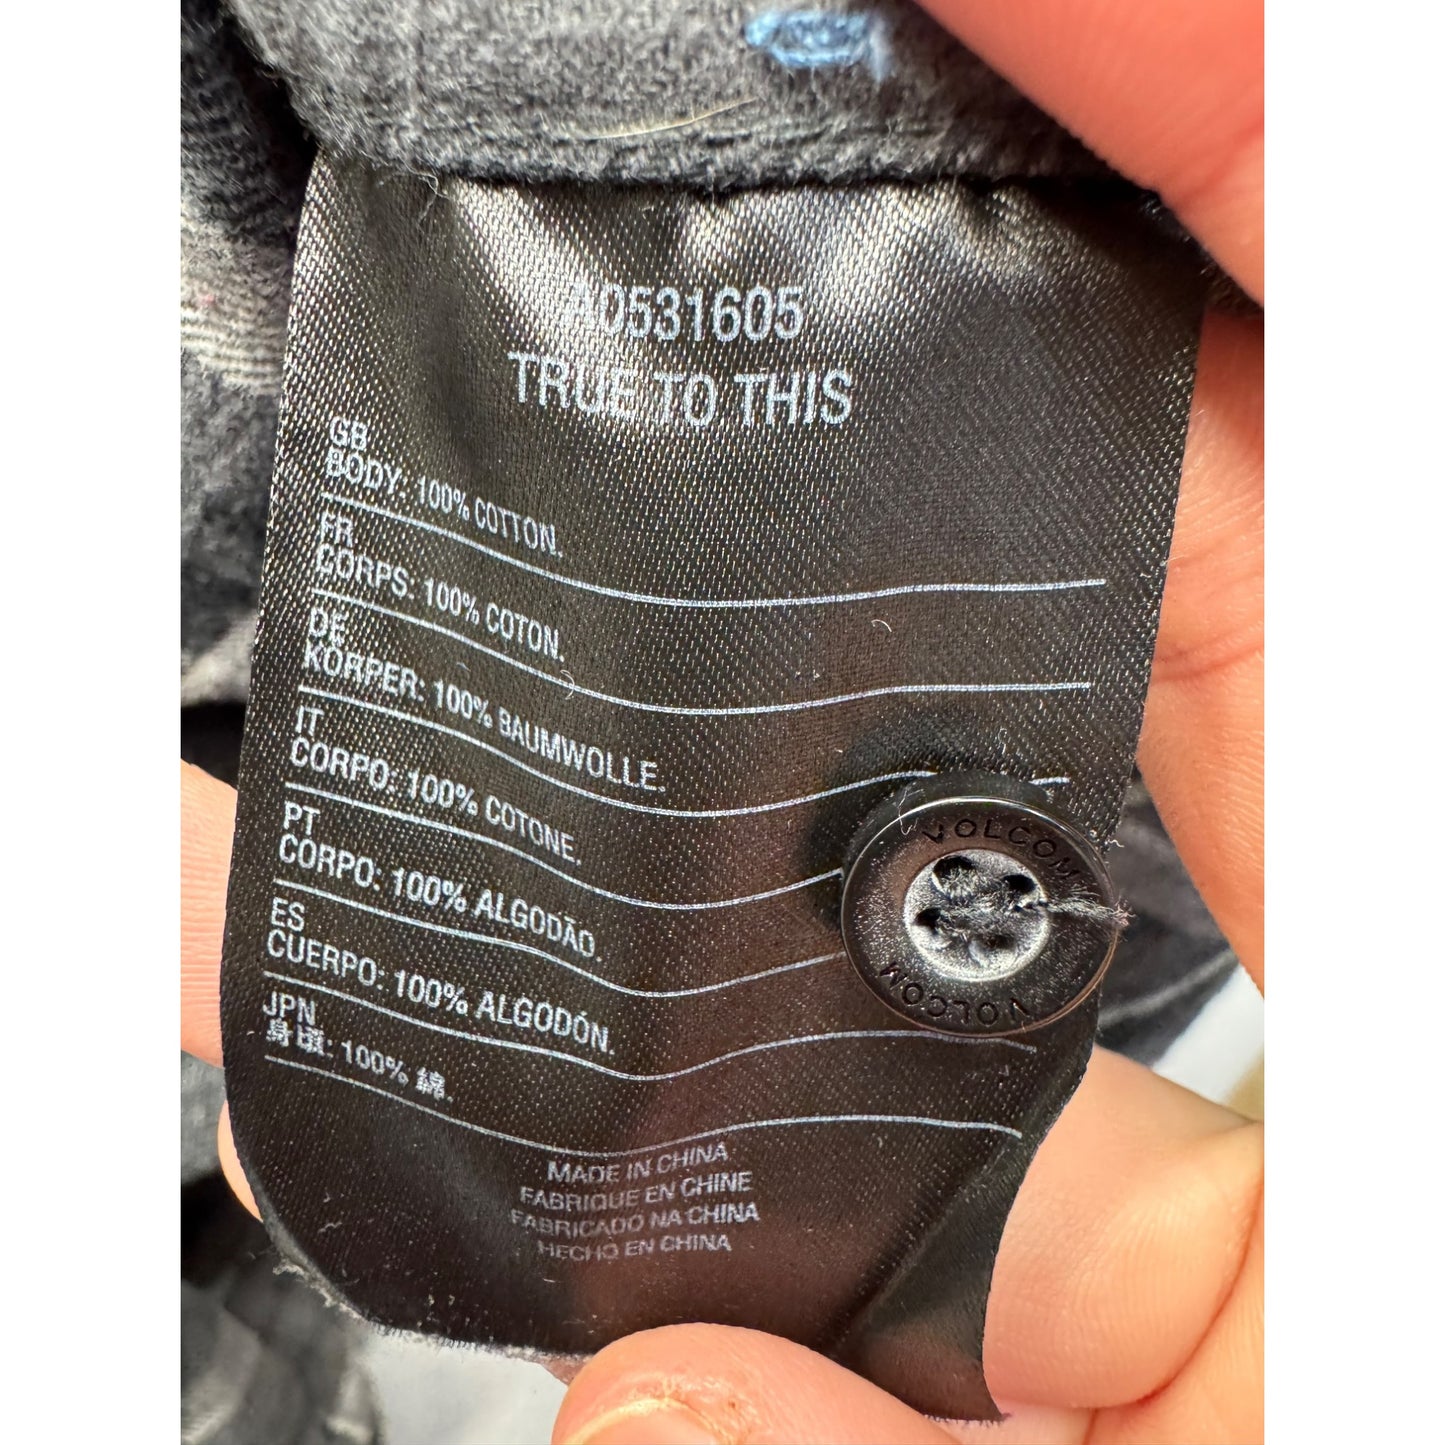 A0531605
TRUE TO THIS
GB
BODY: 100% COTTON.
FR
CORPS: 100% COTON.
DE
KÖRPER: 100% BAUMWOLLE.
IT
CORPO: 100% COTONE.
PT
CORPO: 100% ALGODÃO.
ES
CUERPO: 100% ALGODÓN.
JPN
身頃: 100% 綿.
MADE IN CHINA
FABRIQUE EN CHINE
FABRICADO NA CHINA
HECHO EN CHINA
VOLCOM
VOLCOM